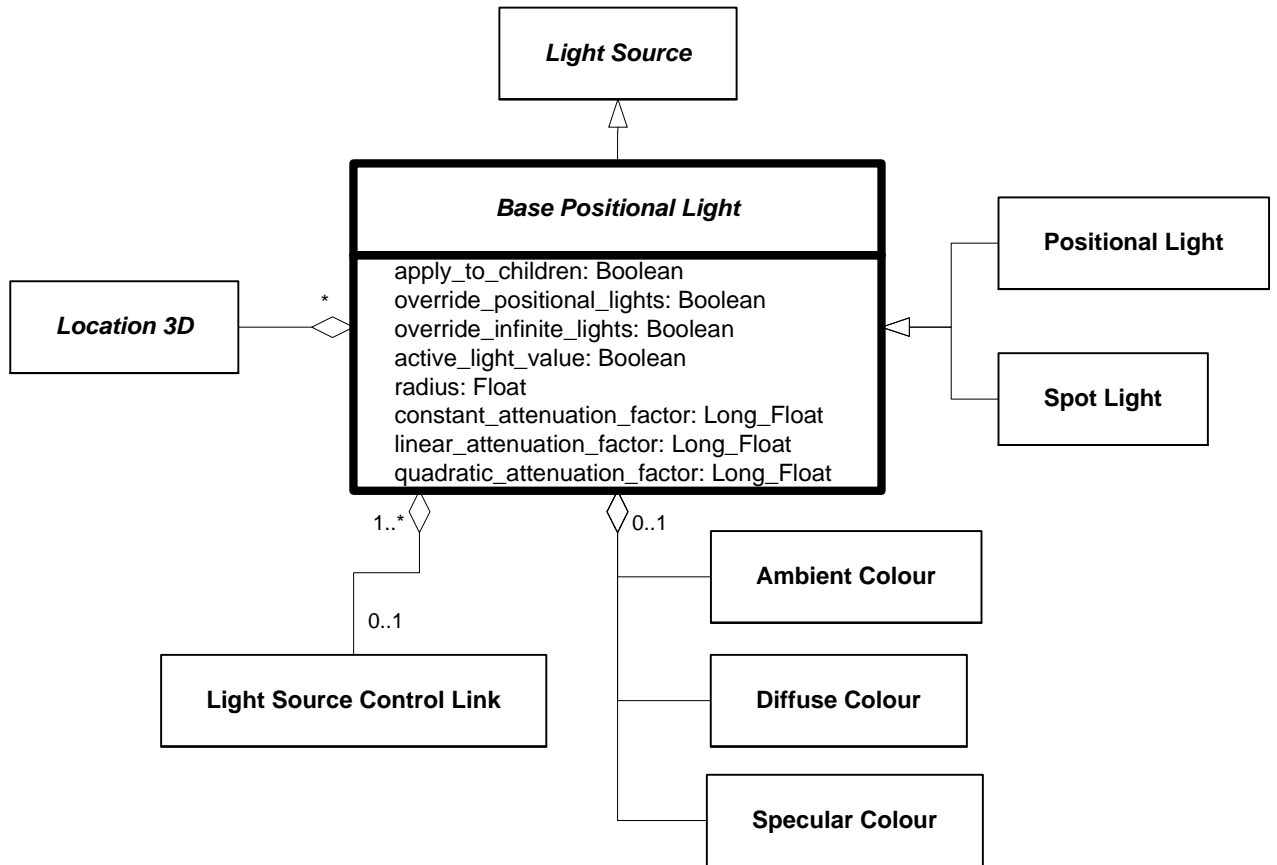 Light Source
Base Positional Light
apply_to_children: Boolean
override_positional_lights: Boolean
override_infinite_lights: Boolean
active_light_value: Boolean
radius: Float
constant_attenuation_factor: Long_Float
linear_attenuation_factor: Long_Float
quadratic_attenuation_factor: Long_Float
Location 3D
*
Positional Light
Spot Light
1..*
0..1
0..1
Light Source Control Link
Ambient Colour
Diffuse Colour
Specular Colour